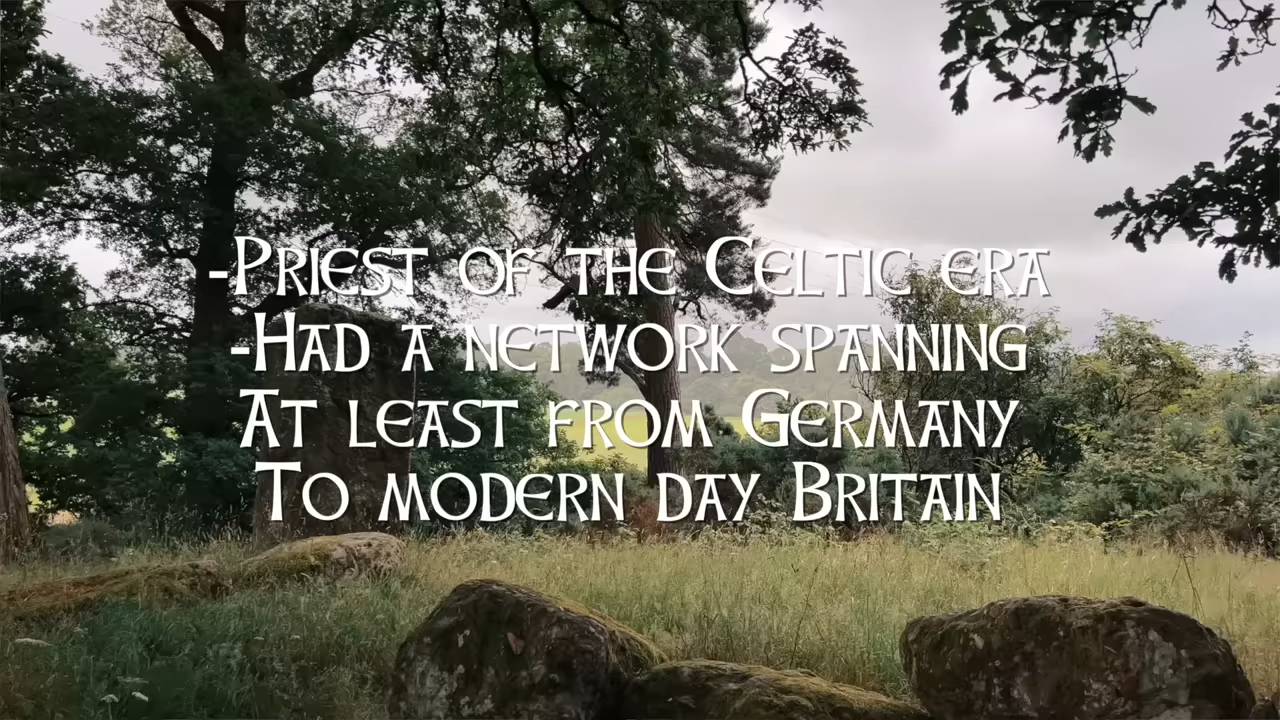 -Priest of the Celtic era
-Had a network spanning
At least from Germany
To modern day Britain